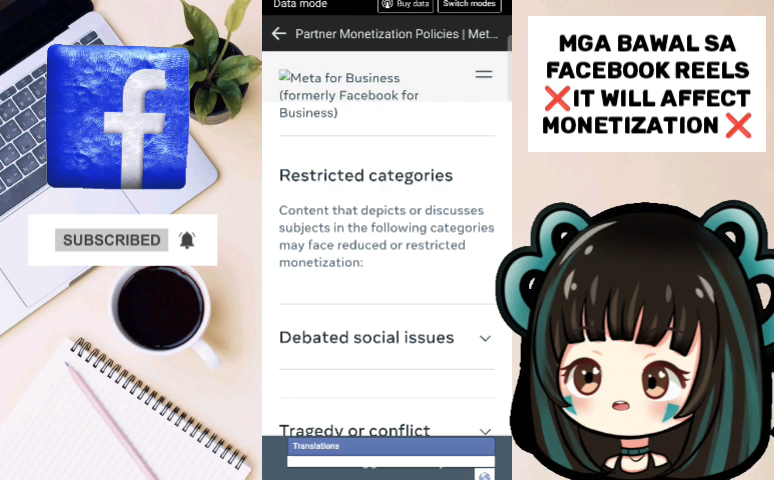 Data mode
Buy data
Switch modes
Partner Monetization Policies | Met...
Meta for Business
(formerly Facebook for
Business)
Restricted categories
Content that depicts or discusses
subjects in the following categories
may face reduced or restricted
monetization:
Debated social issues
Tragedy or conflict
Translations
f
SUBSCRIBED
MGA BAWAL SA
FACEBOOK REELS
❌IT WILL AFFECT
MONETIZATION ❌